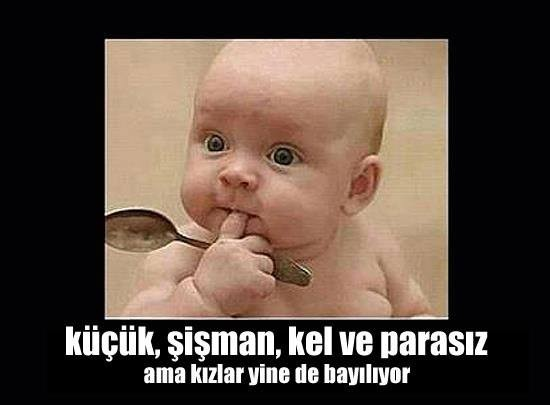 küçük, şişman, kel ve parasız
ama kızlar yine de bayılıyor